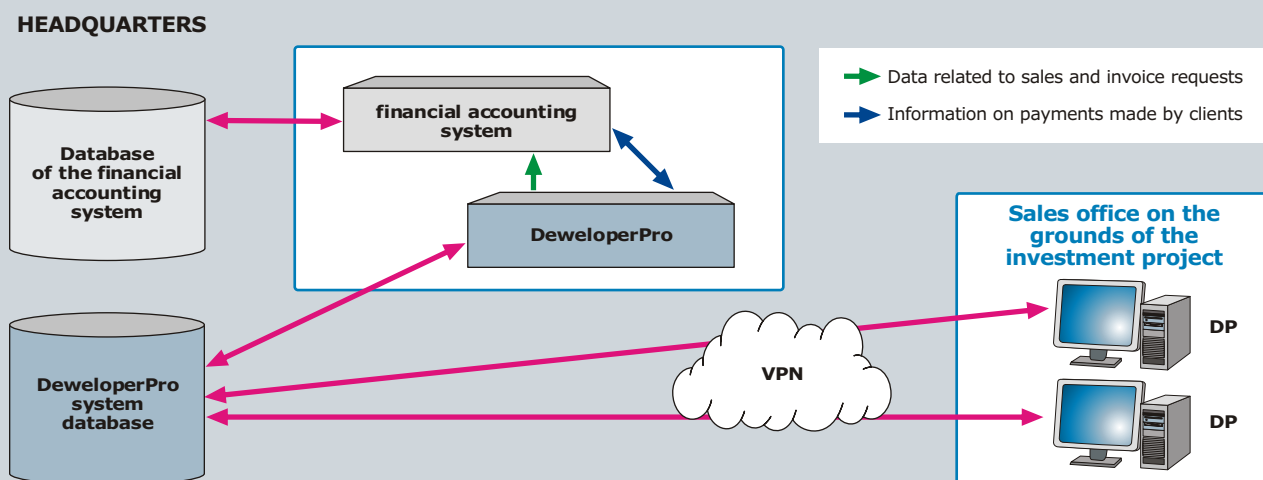 HEADQUARTERS
Database
of the financial
accounting
system
financial accounting
system
DeweloperPro
Data related to sales and invoice requests
Information on payments made by clients
Sales office on the
grounds of the
investment project
DP
DeweloperPro
system
database
VPN
DP